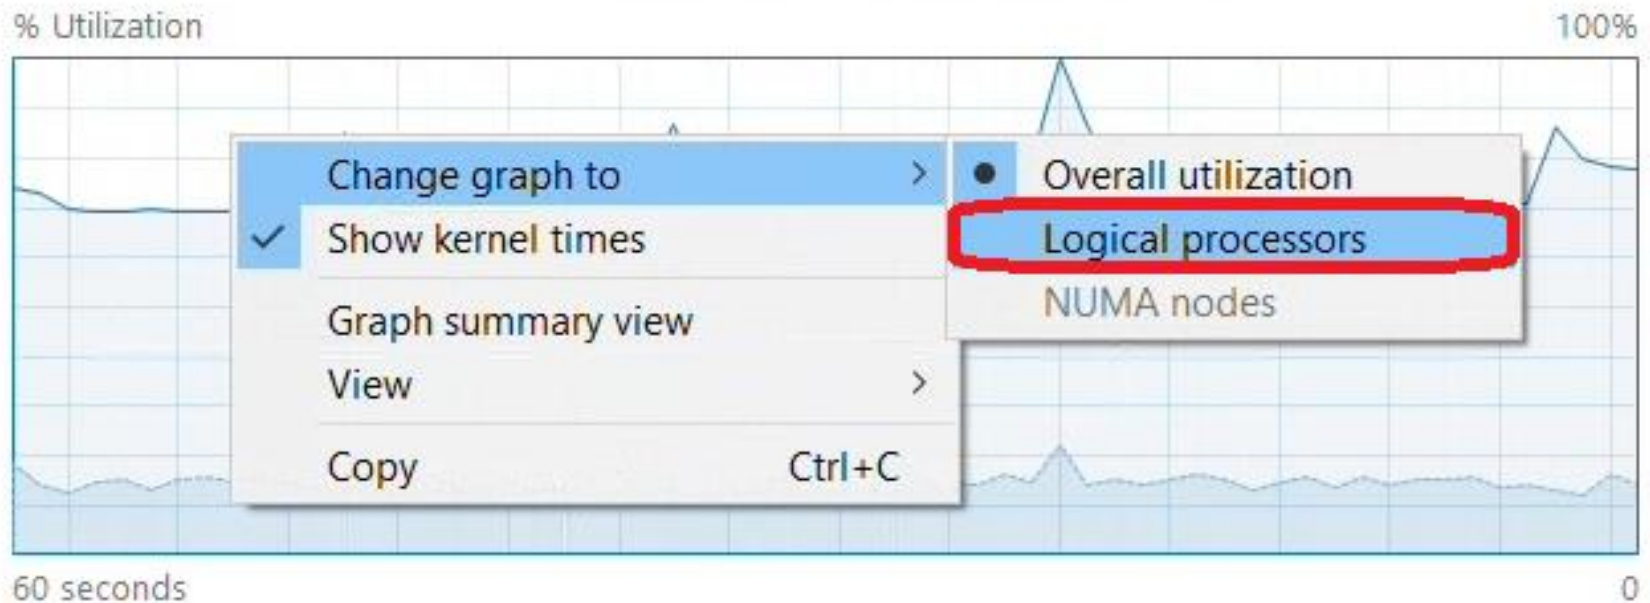 % Utilization 100%
Change graph to >
Show kernel times
Graph summary view
View >
Copy Ctrl+C
Overall utilization
Logical processors
NUMA nodes
60 seconds 0